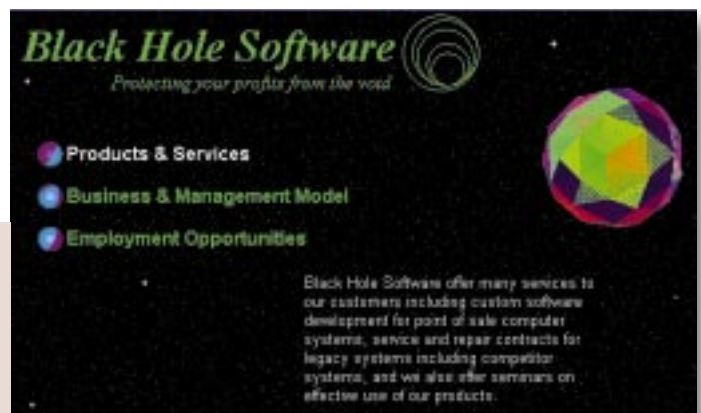 Black Hole Software
Protecting your profits from the void
Products & Services
Business & Management Model
Employment Opportunities
Black Hole Software offer many services to
our customers including custom software
development for point of sale computer
systems, service and repair contracts for
legacy systems including competitor
systems, and we also offer seminars on
effective use of our products.